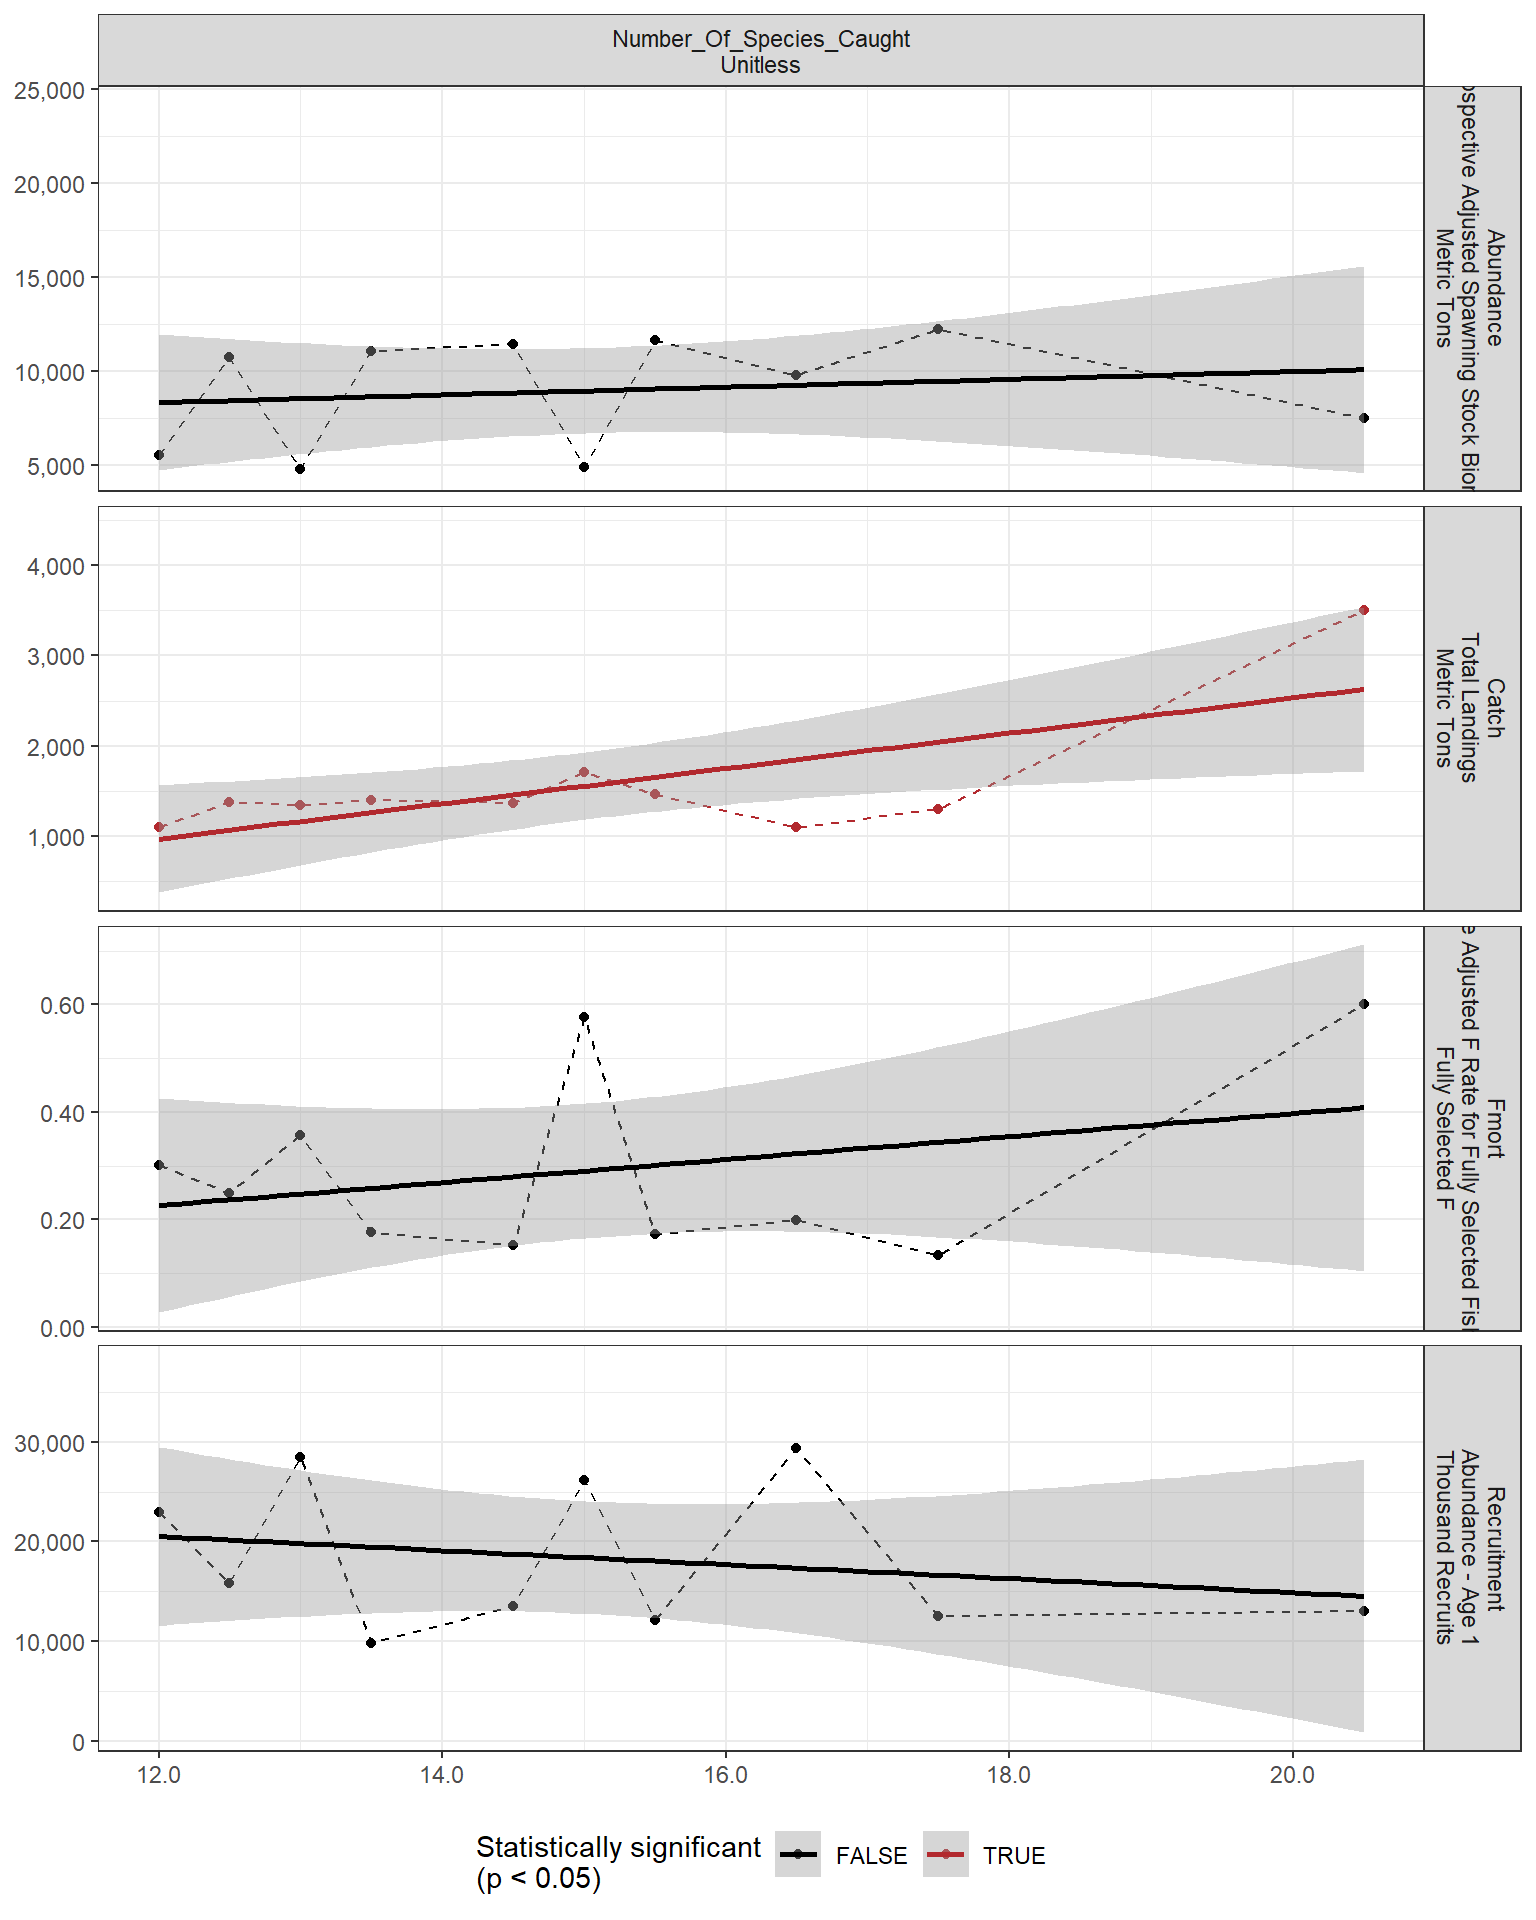 Number_Of_Species_Caught
Unitless
25,000
20,000
15,000
10,000
5,000
Abundance
Adjusted Spawning Stock
Metric Tons
4,000
3,000
2,000
1,000
Catch
Total Landings
Metric Tons
0.60
0.40
0.20
0.00
Fmort
Adjusted F Rate for Fully Selected
Fully Selected F
30,000
20,000
10,000
0
Recruitment
Abundance - Age 1
Thousand Recruits
12.0 14.0 16.0 18.0 20.0
Statistically significant
(p < 0.05)
FALSE TRUE